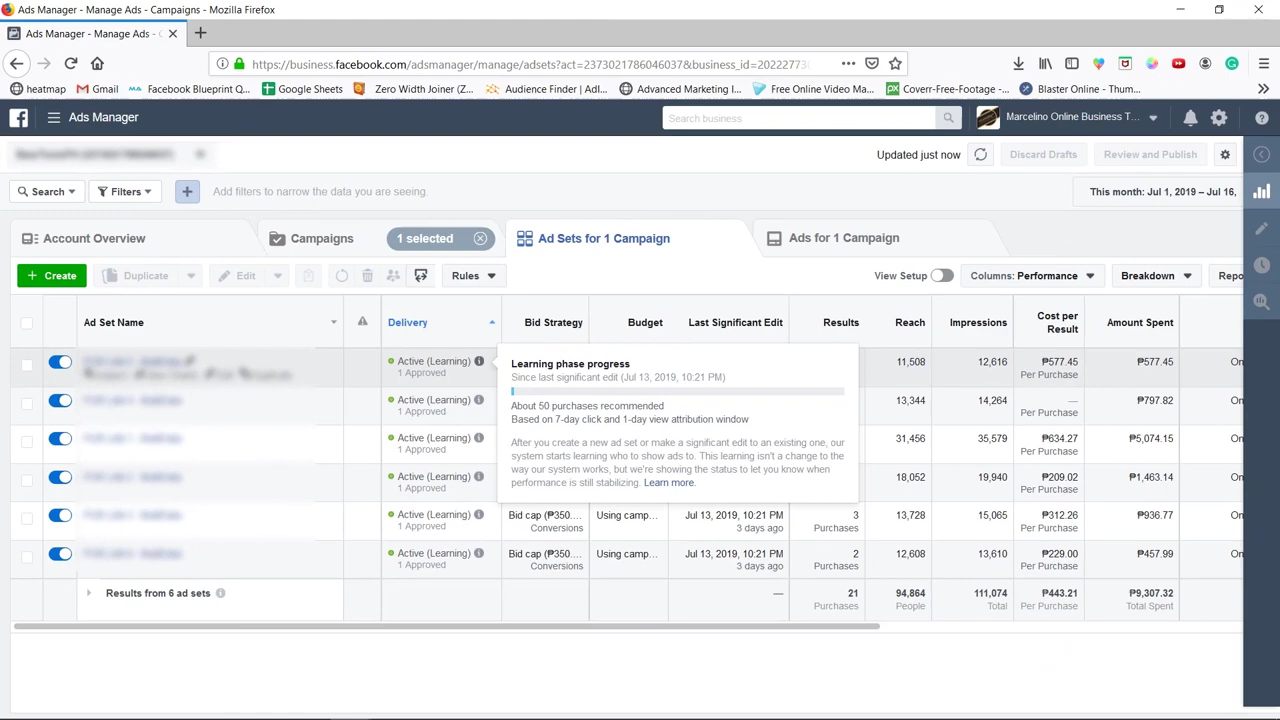 Ads Manager - Manage Ads - Campaigns - Mozilla Firefox
Ads Manager - Manage Ads - C
https://business.facebook.com/adsmanager/manage/adsets?act=2373021786046037&business_id=20222773
heatmap Gmail Facebook Blueprint Q... Google Sheets Zero Width Joiner (Z... Audience Finder | AdI... Advanced Marketing I... Free Online Video Ma... Coverr-Free-Footage -... Blaster Online - Thum...
Ads Manager Search business Marcelino Online Business T...
Updated just now Discard Drafts Review and Publish
Search Filters Add filters to narrow the data you are seeing. This month: Jul 1, 2019 – Jul 16,
Account Overview Campaigns 1 selected Ad Sets for 1 Campaign Ads for 1 Campaign
+ Create Duplicate Edit Rules View Setup Columns: Performance Breakdown Repo
Ad Set Name Delivery Bid Strategy Budget Last Significant Edit Results Reach Impressions Cost per Result Amount Spent
Active (Learning) 11,508 12,616 ₱577.45 ₱577.45 On
1 Approved Per Purchase
Learning phase progress
Since last significant edit (Jul 13, 2019, 10:21 PM)
About 50 purchases recommended
Based on 7-day click and 1-day view attribution window
After you create a new ad set or make a significant edit to an existing one, our
system starts learning who to show ads to. This learning isn't a change to the
way our system works, but we're showing the status to let you know when
performance is still stabilizing. Learn more.
Active (Learning) 13,344 14,264 — ₱797.82 On
1 Approved Per Purchase
Active (Learning) 31,456 35,579 ₱634.27 ₱5,074.15 On
1 Approved Per Purchase
Active (Learning) 18,052 19,940 ₱209.02 ₱1,463.14 On
1 Approved Per Purchase
Active (Learning) Bid cap (₱350.... Using camp... Jul 13, 2019, 10:21 PM 3 13,728 15,065 ₱312.26 ₱936.77 On
1 Approved Conversions 3 days ago Purchases Per Purchase
Active (Learning) Bid cap (₱350.... Using camp... Jul 13, 2019, 10:21 PM 2 12,608 13,610 ₱229.00 ₱457.99 On
1 Approved Conversions 3 days ago Purchases Per Purchase
Results from 6 ad sets — 21 94,864 111,074 ₱443.21 ₱9,307.32
Purchases People Total Per Purchase Total Spent